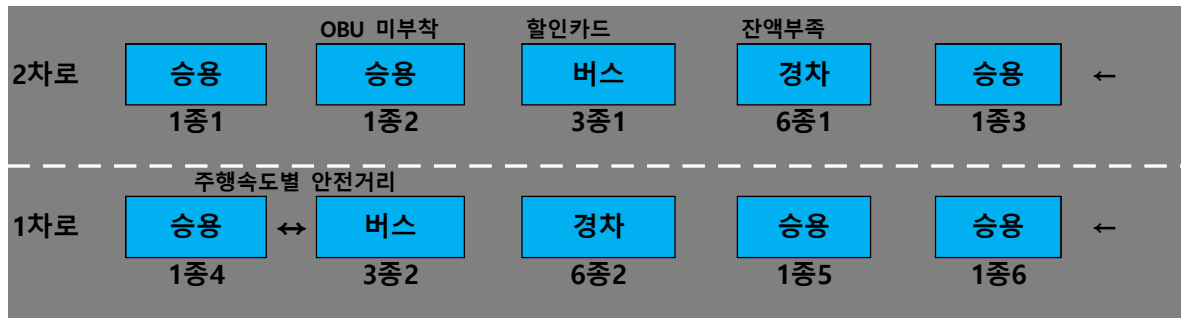 OBU 미부착 할인카드 잔액부족
2차로 승용 승용 버스 경차 승용 ←
1종1 1종2 3종1 6종1 1종3
주행속도별 안전거리
1차로 승용 ↔ 버스 경차 승용 승용 ←
1종4 3종2 6종2 1종5 1종6